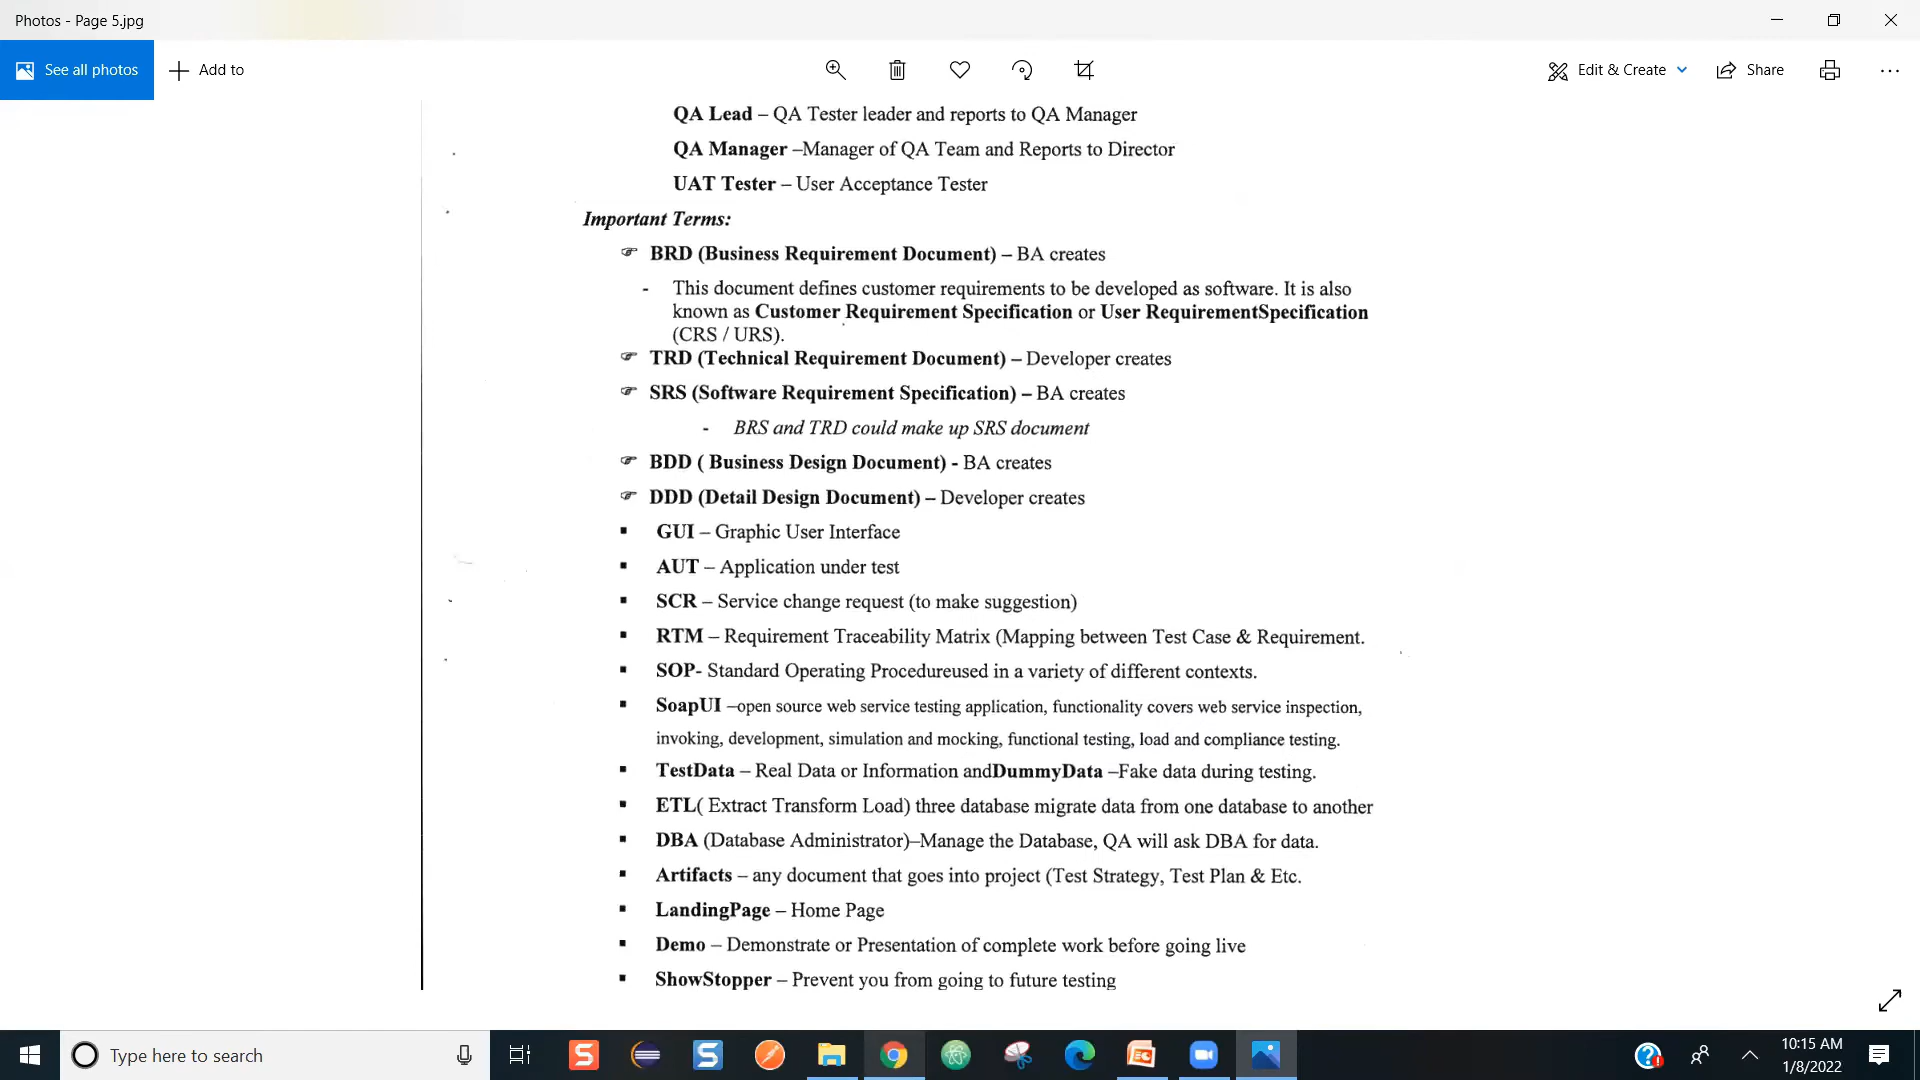 Photos - Page 5.jpg
See all photos
Add to
Edit & Create
Share
QA Lead – QA Tester leader and reports to QA Manager
QA Manager –Manager of QA Team and Reports to Director
UAT Tester – User Acceptance Tester
Important Terms:
☞ BRD (Business Requirement Document) – BA creates
- This document defines customer requirements to be developed as software. It is also
known as Customer Requirement Specification or User RequirementSpecification
(CRS / URS).
☞ TRD (Technical Requirement Document) – Developer creates
☞ SRS (Software Requirement Specification) – BA creates
- BRS and TRD could make up SRS document
☞ BDD ( Business Design Document) - BA creates
☞ DDD (Detail Design Document) – Developer creates
▪ GUI – Graphic User Interface
▪ AUT – Application under test
▪ SCR – Service change request (to make suggestion)
▪ RTM – Requirement Traceability Matrix (Mapping between Test Case & Requirement.
▪ SOP- Standard Operating Procedureused in a variety of different contexts.
▪ SoapUI –open source web service testing application, functionality covers web service inspection,
invoking, development, simulation and mocking, functional testing, load and compliance testing.
▪ TestData – Real Data or Information andDummyData –Fake data during testing.
▪ ETL( Extract Transform Load) three database migrate data from one database to another
▪ DBA (Database Administrator)–Manage the Database, QA will ask DBA for data.
▪ Artifacts – any document that goes into project (Test Strategy, Test Plan & Etc.
▪ LandingPage – Home Page
▪ Demo – Demonstrate or Presentation of complete work before going live
▪ ShowStopper – Prevent you from going to future testing
Type here to search
10:15 AM
1/8/2022